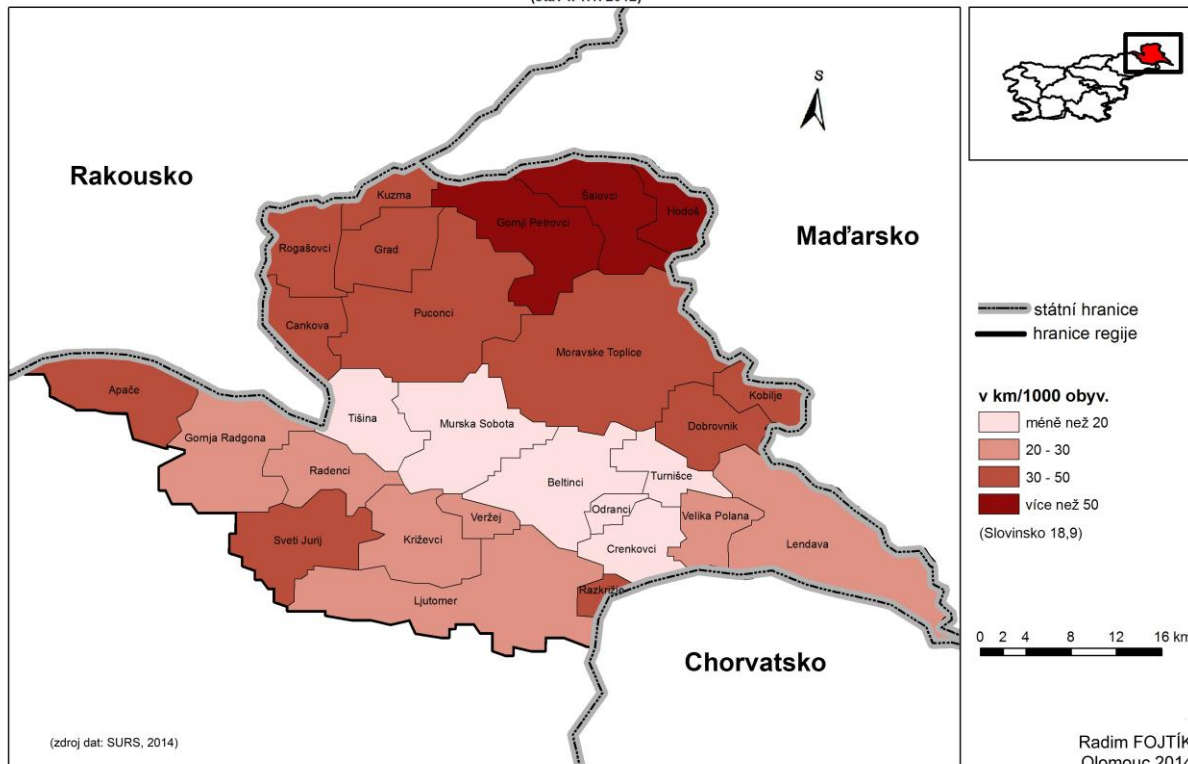 S
Rakousko
Maďarsko
Chorvatsko
Kuzma
Šalovci
Gornji Petrovci
Hodoš
Rogašovci
Grad
Puconci
Cankova
Moravske Toplice
Apače
Kobilje
Tišina
Murska Sobota
Dobrovnik
Gornja Radgona
Radenci
Beltinci
Turnišce
Odranci
Velika Polana
Veržej
Sveti Jurij
Križevci
Crenkovci
Lendava
Razkrižje
Ljutomer
(zdroj dat: SURS, 2014)
státní hranice
hranice regije
v km/1000 obyv.
méně než 20
20 - 30
30 - 50
více než 50
(Slovinsko 18,9)
0 2 4 8 12 16 km
Radim FOJTÍK
Olomouc 2014